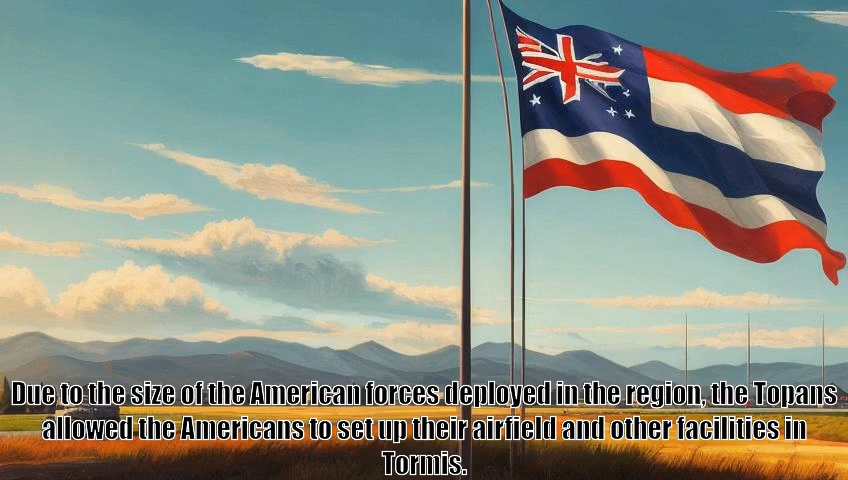 Due to the size of the American forces deployed in the region, the Topans
allowed the Americans to set up their airfield and other facilities in
Tormis.